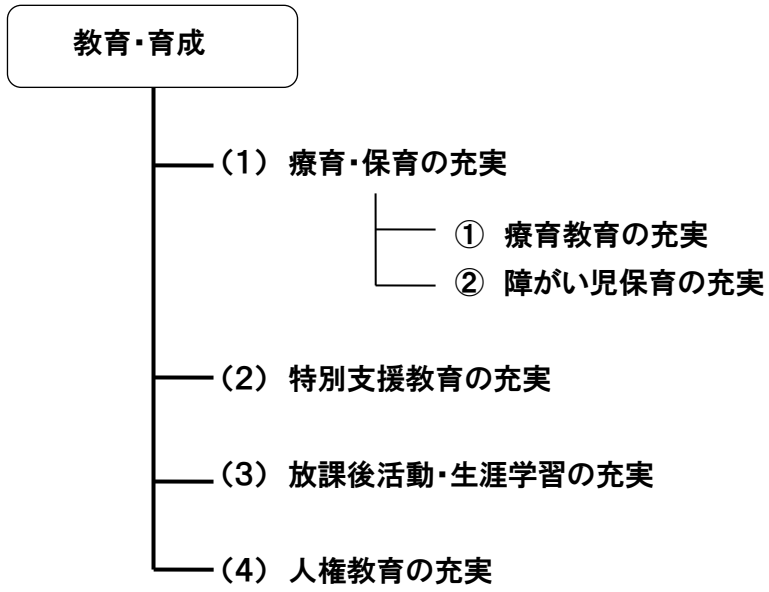 教育・育成
（１） 療育・保育の充実
① 療育教育の充実
② 障がい児保育の充実
（２） 特別支援教育の充実
（３） 放課後活動・生涯学習の充実
（４） 人権教育の充実